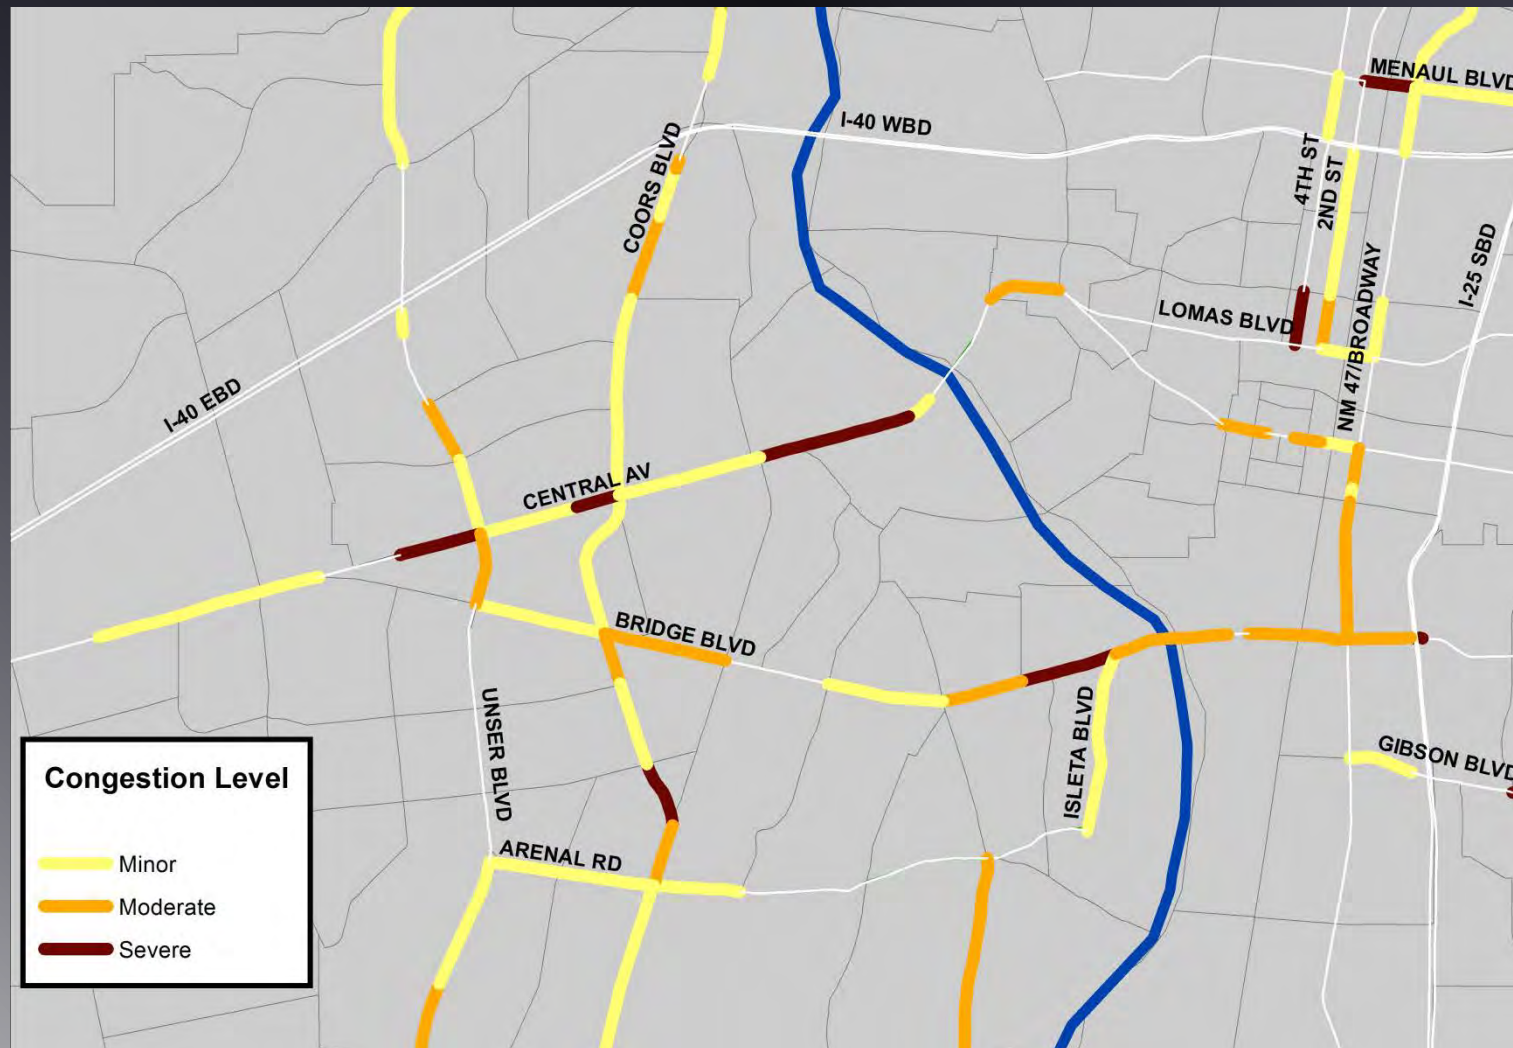 MENAUL BLVD
I-40 WBD
COORS BLVD
4TH ST
2ND ST
I-25 SBD
NM 47/BROADWAY
LOMAS BLVD
I-40 EBD
CENTRAL AV
BRIDGE BLVD
UNSER BLVD
ISLETA BLVD
GIBSON BLVD
ARENAL RD
Congestion Level
Minor
Moderate
Severe